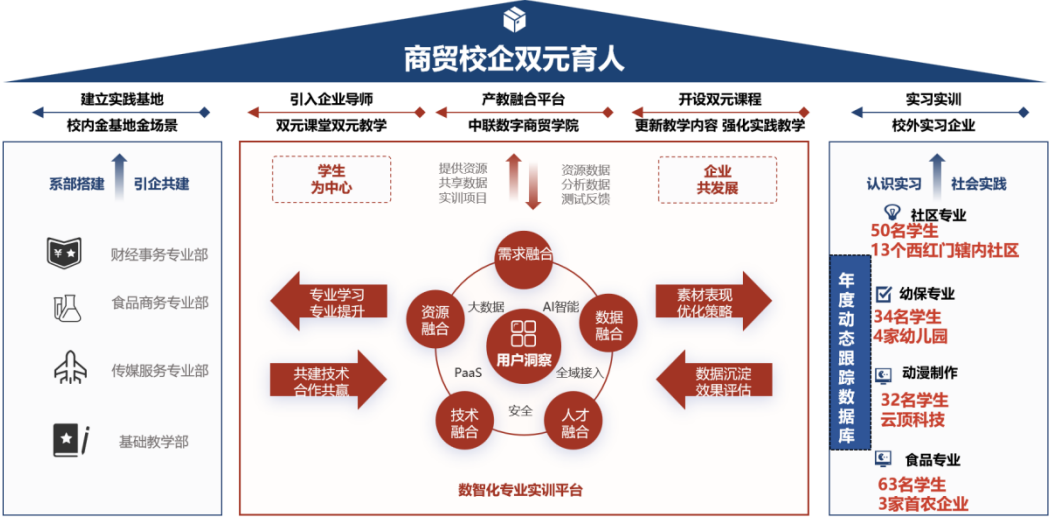 商贸校企双元育人
建立实践基地
校内金基地金场景
引入企业导师
双元课堂双元教学
产教融合平台
中联数字商贸学院
开设双元课程
更新教学内容 强化实践教学
实习实训
校外实习企业
系部搭建
引企共建
财经事务专业部
食品商务专业部
传媒服务专业部
基础教学部
学生
为中心
提供资源
共享数据
实训项目
资源数据
分析数据
测试反馈
企业
共发展
专业学习
专业提升
共建技术
合作共赢
需求融合
资源
融合
大数据
AI智能
数据
融合
用户洞察
PaaS
全域接入
技术
融合
安全
人才
融合
素材表现
优化策略
数据沉淀
效果评估
数智化专业实训平台
认识实习
社会实践
年度动态跟踪数据库
社区专业
50名学生
13个西红门辖内社区
幼保专业
34名学生
4家幼儿园
动漫制作
32名学生
云顶科技
食品专业
63名学生
3家首农企业